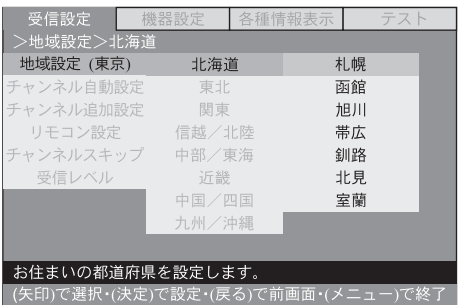 受信設定 機器設定 各種情報表示 テスト
＞地域設定＞北海道
地域設定（東京） 北海道 札幌
チャンネル自動設定 東北 函館
チャンネル追加設定 関東 旭川
リモコン設定 信越／北陸 帯広
チャンネルスキップ 中部／東海 釧路
受信レベル 近畿 北見
中国／四国 室蘭
九州／沖縄
お住まいの都道府県を設定します。
(矢印)で選択・(決定)で設定・(戻る)で前画面・(メニュー)で終了